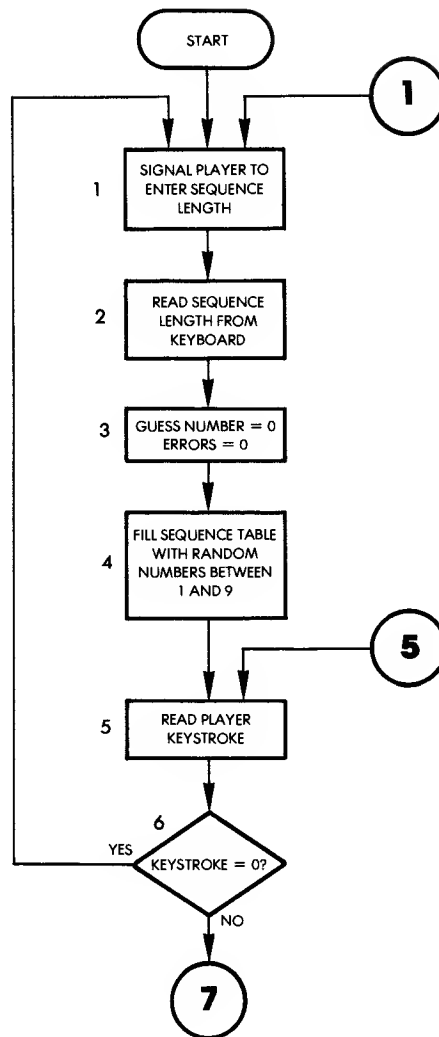 START
1
1
SIGNAL PLAYER TO
ENTER SEQUENCE
LENGTH
2
READ SEQUENCE
LENGTH FROM
KEYBOARD
3
GUESS NUMBER = 0
ERRORS = 0
4
FILL SEQUENCE TABLE
WITH RANDOM
NUMBERS BETWEEN
1 AND 9
5
5
READ PLAYER
KEYSTROKE
6
YES
KEYSTROKE = 0?
NO
7